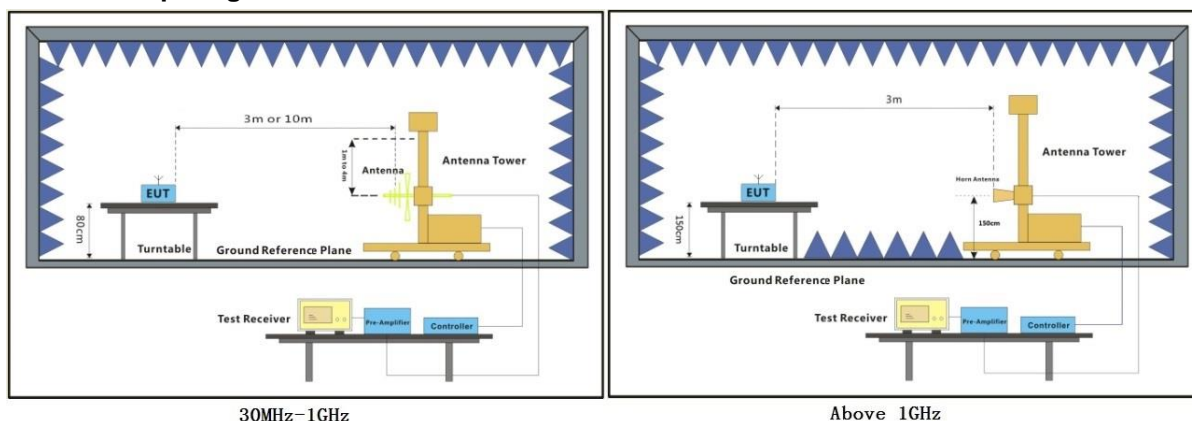 3m or 10m
1m to 4m
Antenna
Antenna Tower
EUT
80cm
Turntable
Ground Reference Plane
Test Receiver
Pre-Amplifier
Controller
30MHz-1GHz
3m
Antenna Tower
Horn Antenna
EUT
150cm
150cm
Turntable
Ground Reference Plane
Test Receiver
Pre-Amplifier
Controller
Above 1GHz